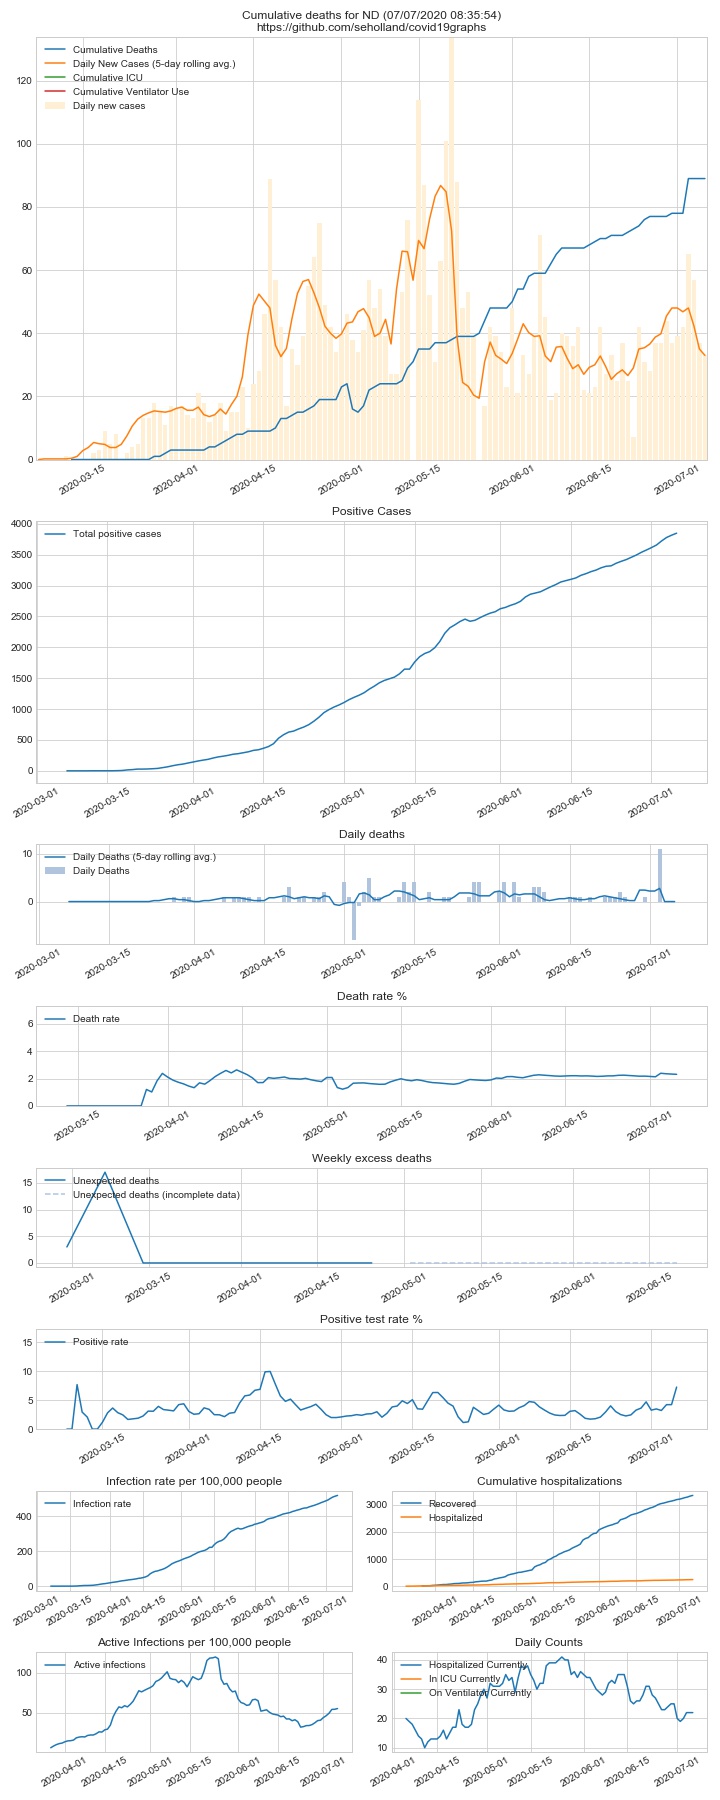 Cumulative deaths for ND (07/07/2020 08:35:54)
https://github.com/seholland/covid19graphs
Cumulative Deaths
Daily New Cases (5-day rolling avg.)
Cumulative ICU
Cumulative Ventilator Use
Daily new cases
120
100
80
60
40
20
0
2020-03-15 2020-04-01 2020-04-15 2020-05-01 2020-05-15 2020-06-01 2020-06-15 2020-07-01
Positive Cases
Total positive cases
4000
3500
3000
2500
2000
1500
1000
500
0
2020-03-01 2020-03-15 2020-04-01 2020-04-15 2020-05-01 2020-05-15 2020-06-01 2020-06-15 2020-07-01
Daily deaths
Daily Deaths (5-day rolling avg.)
Daily Deaths
10
0
2020-03-01 2020-03-15 2020-04-01 2020-04-15 2020-05-01 2020-05-15 2020-06-01 2020-06-15 2020-07-01
Death rate %
Death rate
6
4
2
0
2020-03-15 2020-04-01 2020-04-15 2020-05-01 2020-05-15 2020-06-01 2020-06-15 2020-07-01
Weekly excess deaths
Unexpected deaths
Unexpected deaths (incomplete data)
15
10
5
0
2020-03-01 2020-03-15 2020-04-01 2020-04-15 2020-05-01 2020-05-15 2020-06-01 2020-06-15
Positive test rate %
Positive rate
15
10
5
0
2020-03-15 2020-04-01 2020-04-15 2020-05-01 2020-05-15 2020-06-01 2020-06-15 2020-07-01
Infection rate per 100,000 people
Infection rate
400
200
0
2020-03-01 2020-03-15 2020-04-01 2020-04-15 2020-05-01 2020-05-15 2020-06-01 2020-06-15 2020-07-01
Cumulative hospitalizations
Recovered
Hospitalized
3000
2000
1000
0
2020-04-01 2020-04-15 2020-05-01 2020-05-15 2020-06-01 2020-06-15 2020-07-01
Active Infections per 100,000 people
Active infections
100
50
2020-04-01 2020-04-15 2020-05-01 2020-05-15 2020-06-01 2020-06-15 2020-07-01
Daily Counts
Hospitalized Currently
In ICU Currently
On Ventilator Currently
40
30
20
10
2020-04-01 2020-04-15 2020-05-01 2020-05-15 2020-06-01 2020-06-15 2020-07-01